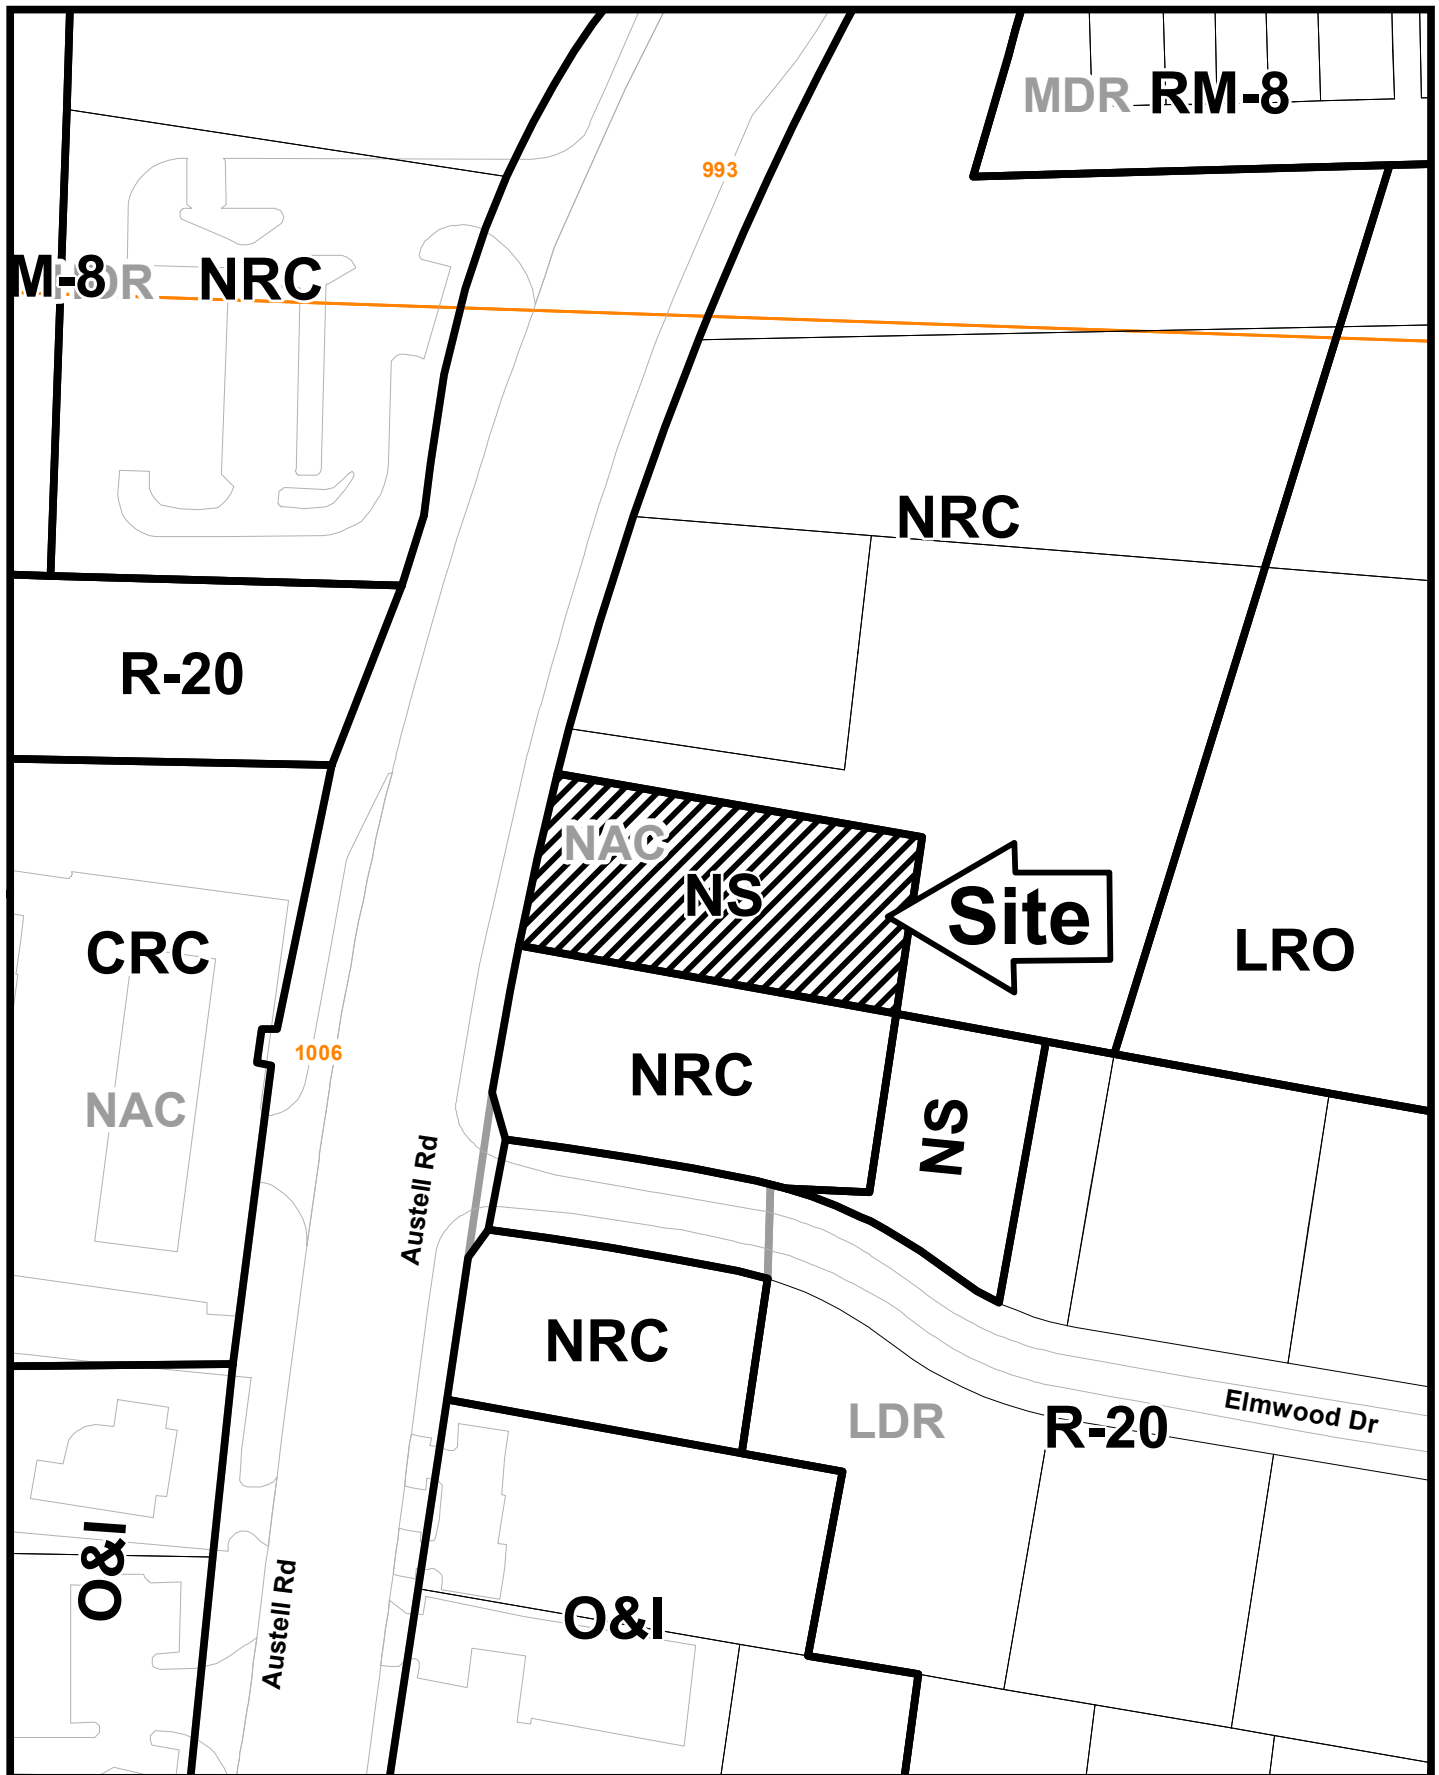 MDR RM-8
993
M-8 NRC
NRC
R-20
NAC
NS
Site
CRC
LRO
1006
NRC
NAC
NS
Austell Rd
NRC
Elmwood Dr
LDR
R-20
O&I
O&I
Austell Rd